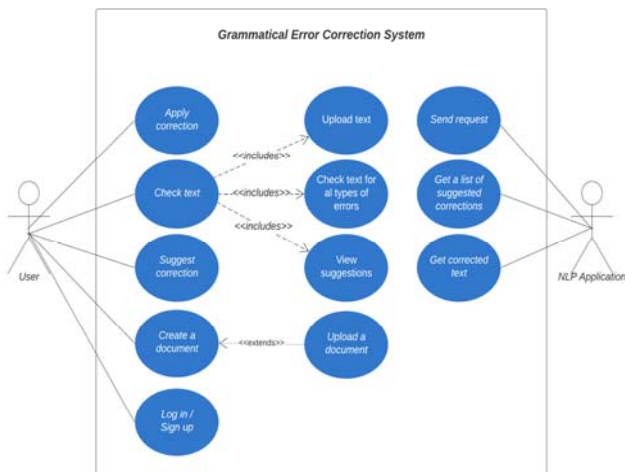 Grammatical Error Correction System
Apply
correction
Upload text
Send request
<<includes>>
Check text
<<includes>>
Check text for
al types of
errors
Get a list of
suggested
corrections
<<includes>>
User
Suggest
correction
View
suggestions
Get corrected
text
NLP Application
Create a
document
<<extends>>
Upload a
document
Log in /
Sign up